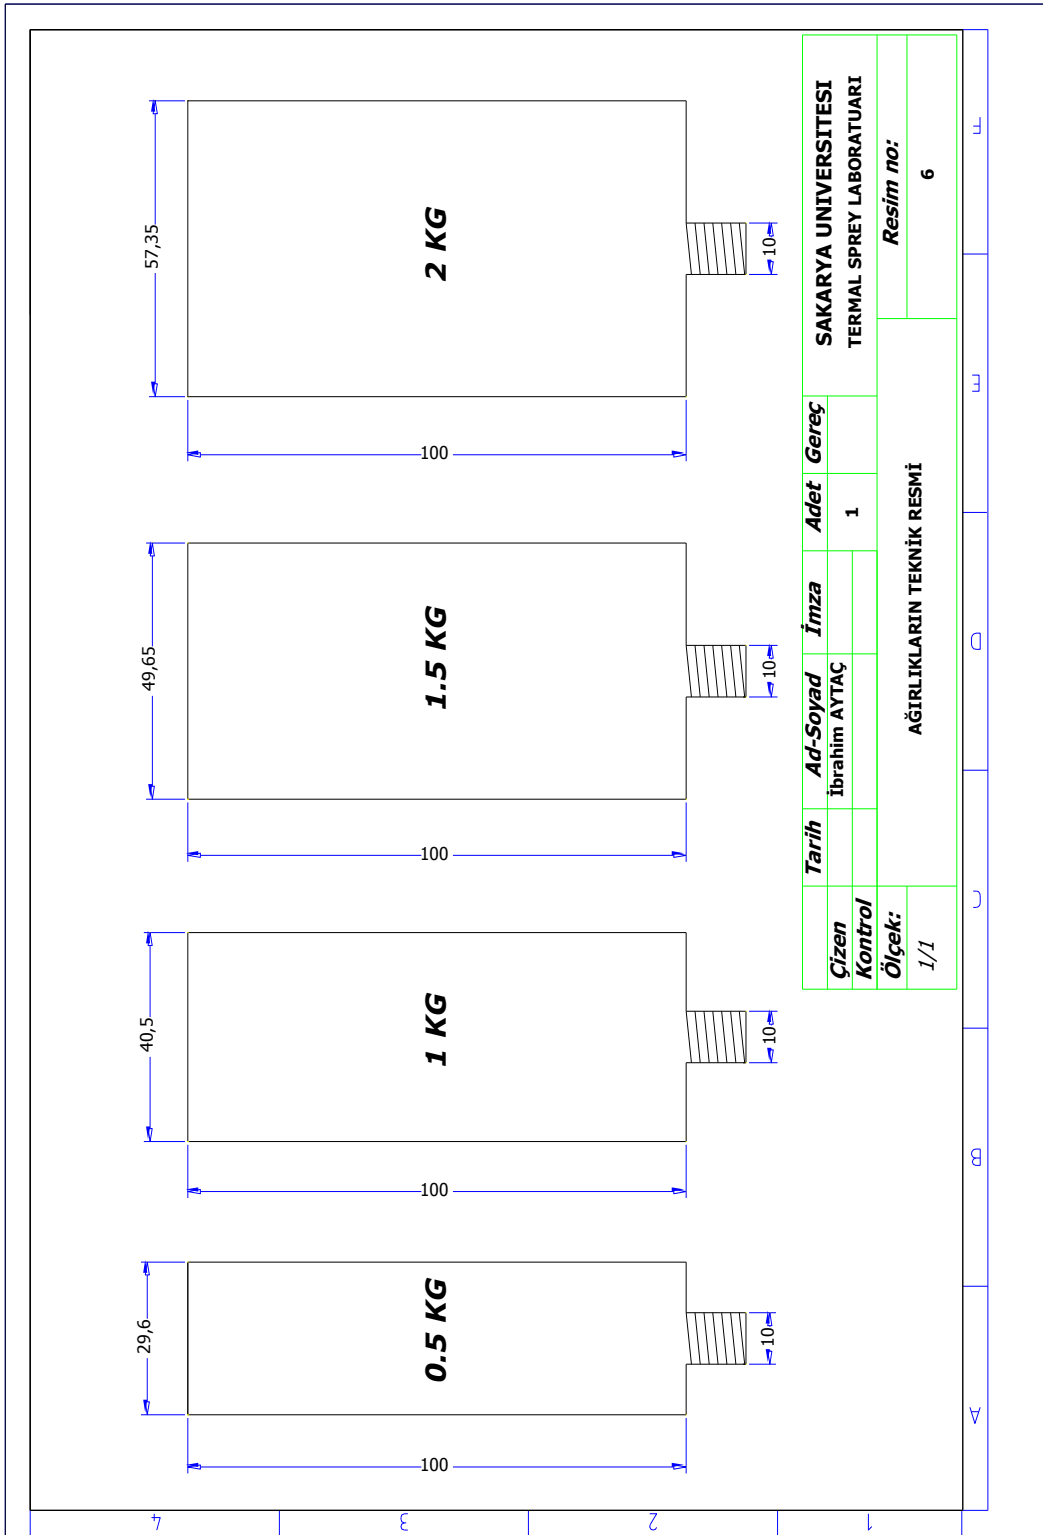 29,6
0.5 KG
100
10
40,5
1 KG
100
10
49,65
1.5 KG
100
10
57,35
2 KG
100
10
Tarih Ad-Soyad İmza Adet Gereç
Çizen İbrahim AYTAÇ 1
Kontrol
SAKARYA UNIVERSITESI
TERMAL SPREY LABORATUARI
Ölçek:
1/1
AĞIRLIKLARIN TEKNİK RESMİ
Resim no:
6
A B C D E F
4 3 2 1